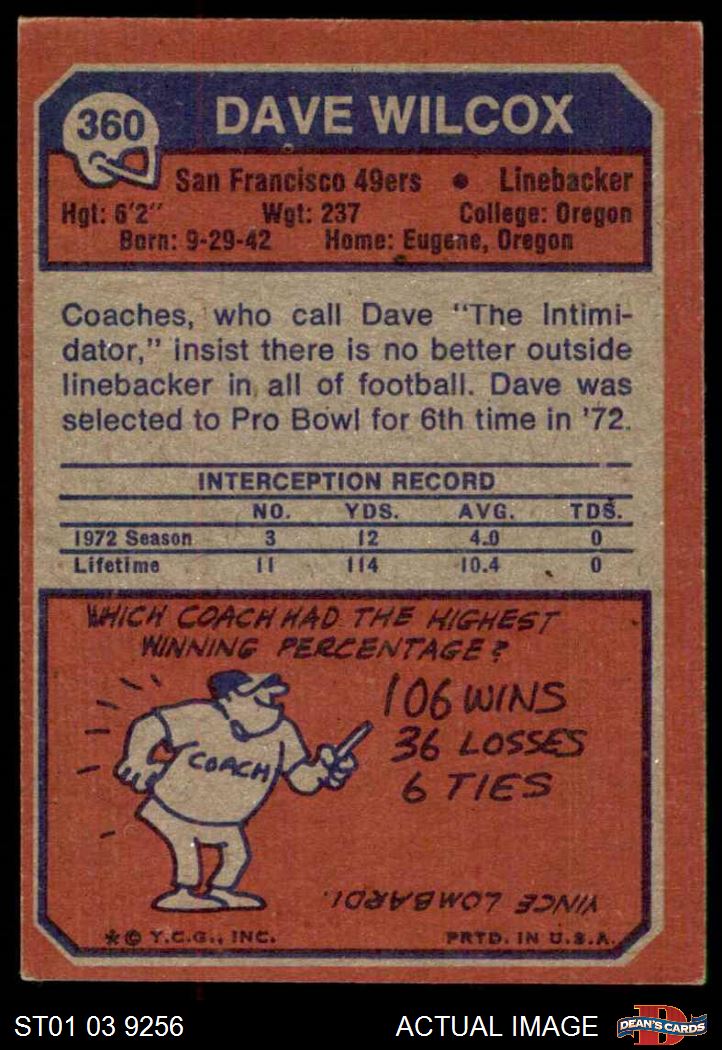 360
DAVE WILCOX
San Francisco 49ers • Linebacker
Hgt: 6'2" Wgt: 237 College: Oregon
Born: 9-29-42 Home: Eugene, Oregon
Coaches, who call Dave "The Intimi-
dator," insist there is no better outside
linebacker in all of football. Dave was
selected to Pro Bowl for 6th time in '72.
INTERCEPTION RECORD
NO. YDS. AVG. TDS.
1972 Season 3 12 4.0 0
Lifetime 11 114 10.4 0
WHICH COACH HAD THE HIGHEST
WINNING PERCENTAGE?
106 WINS
36 LOSSES
6 TIES
COACH
VINCE LOMBARDI.
*© Y.C.G., INC. PRTD. IN U.S.A.
ST01 03 9256 ACTUAL IMAGE D DEAN'S CARDS